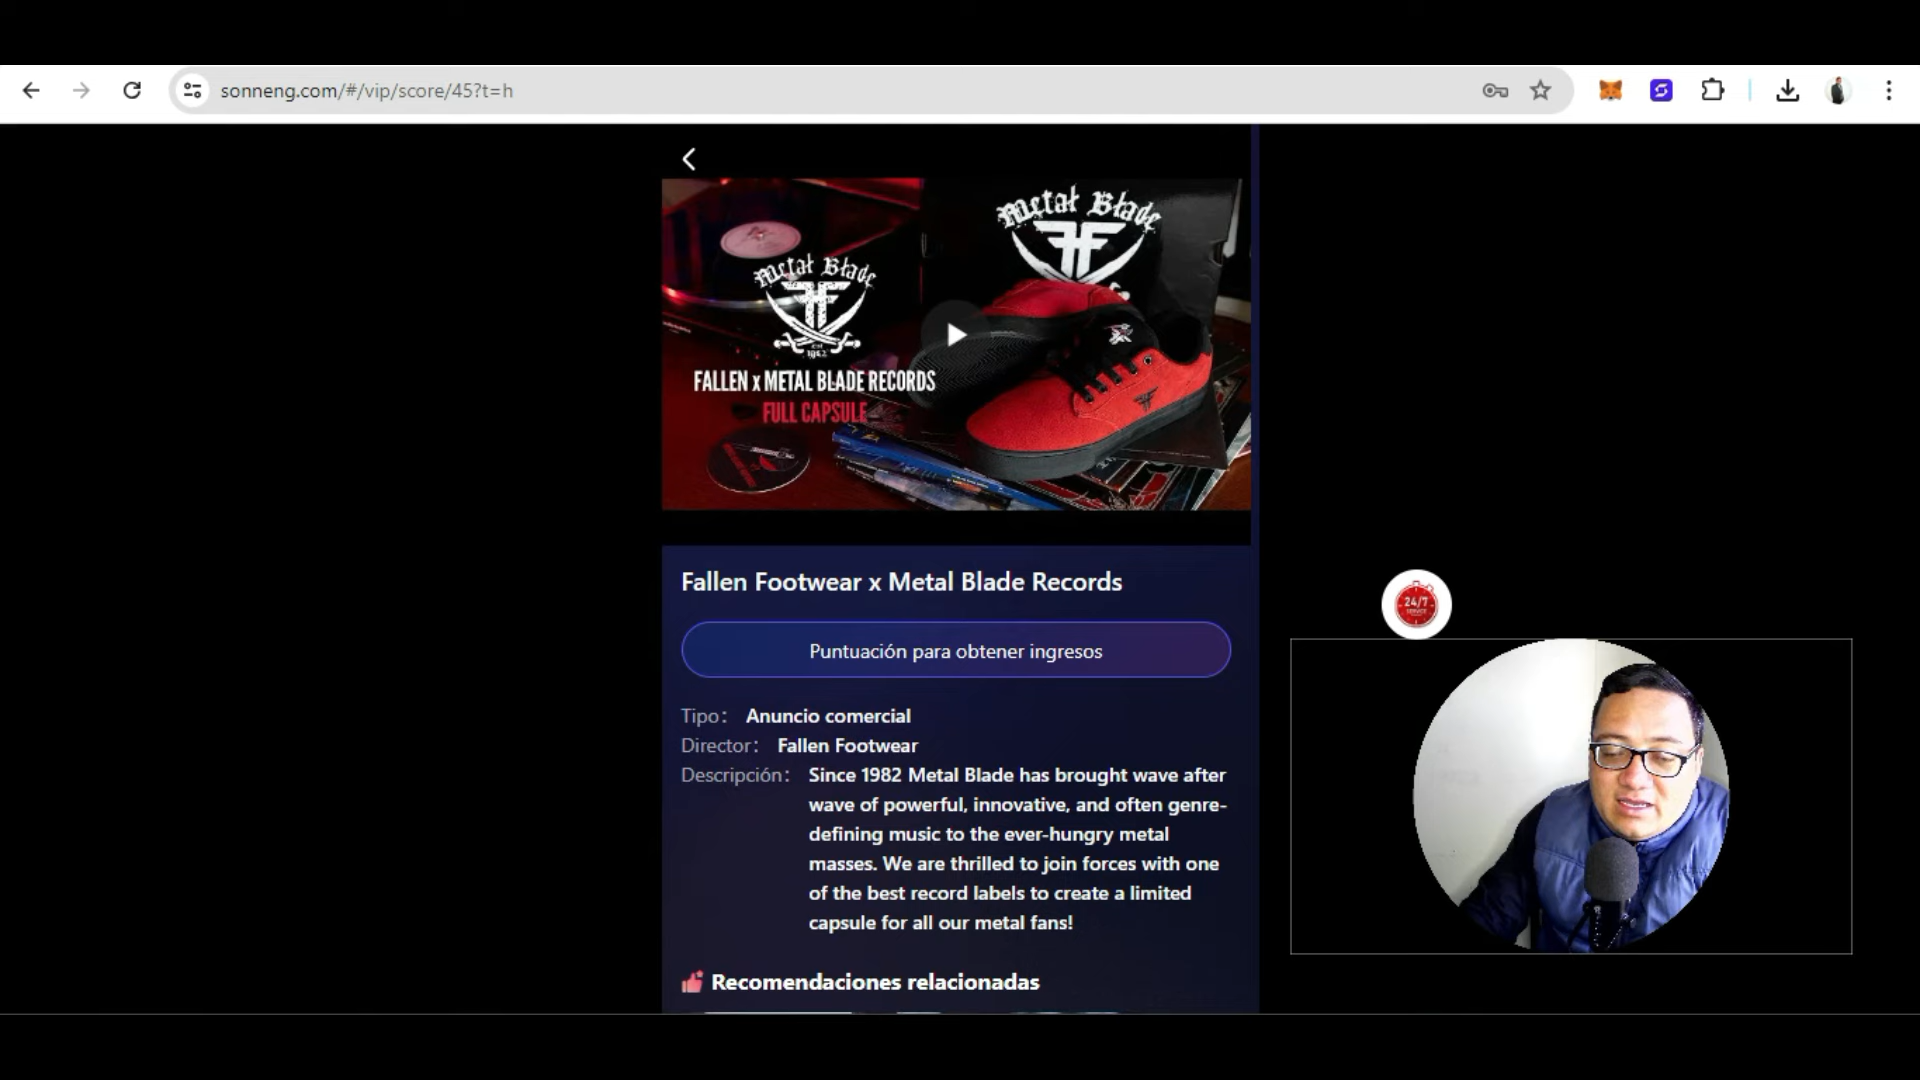 sonneng.com/#/vip/score/45?t=h
Metal Blade
Metal Blade
1982
FALLEN x METAL BLADE RECORDS
FULL CAPSULE
Fallen Footwear x Metal Blade Records
Puntuación para obtener ingresos
Tipo: Anuncio comercial
Director: Fallen Footwear
Descripción: Since 1982 Metal Blade has brought wave after
wave of powerful, innovative, and often genre-
defining music to the ever-hungry metal
masses. We are thrilled to join forces with one
of the best record labels to create a limited
capsule for all our metal fans!
24/7
SERVICE
Recomendaciones relacionadas